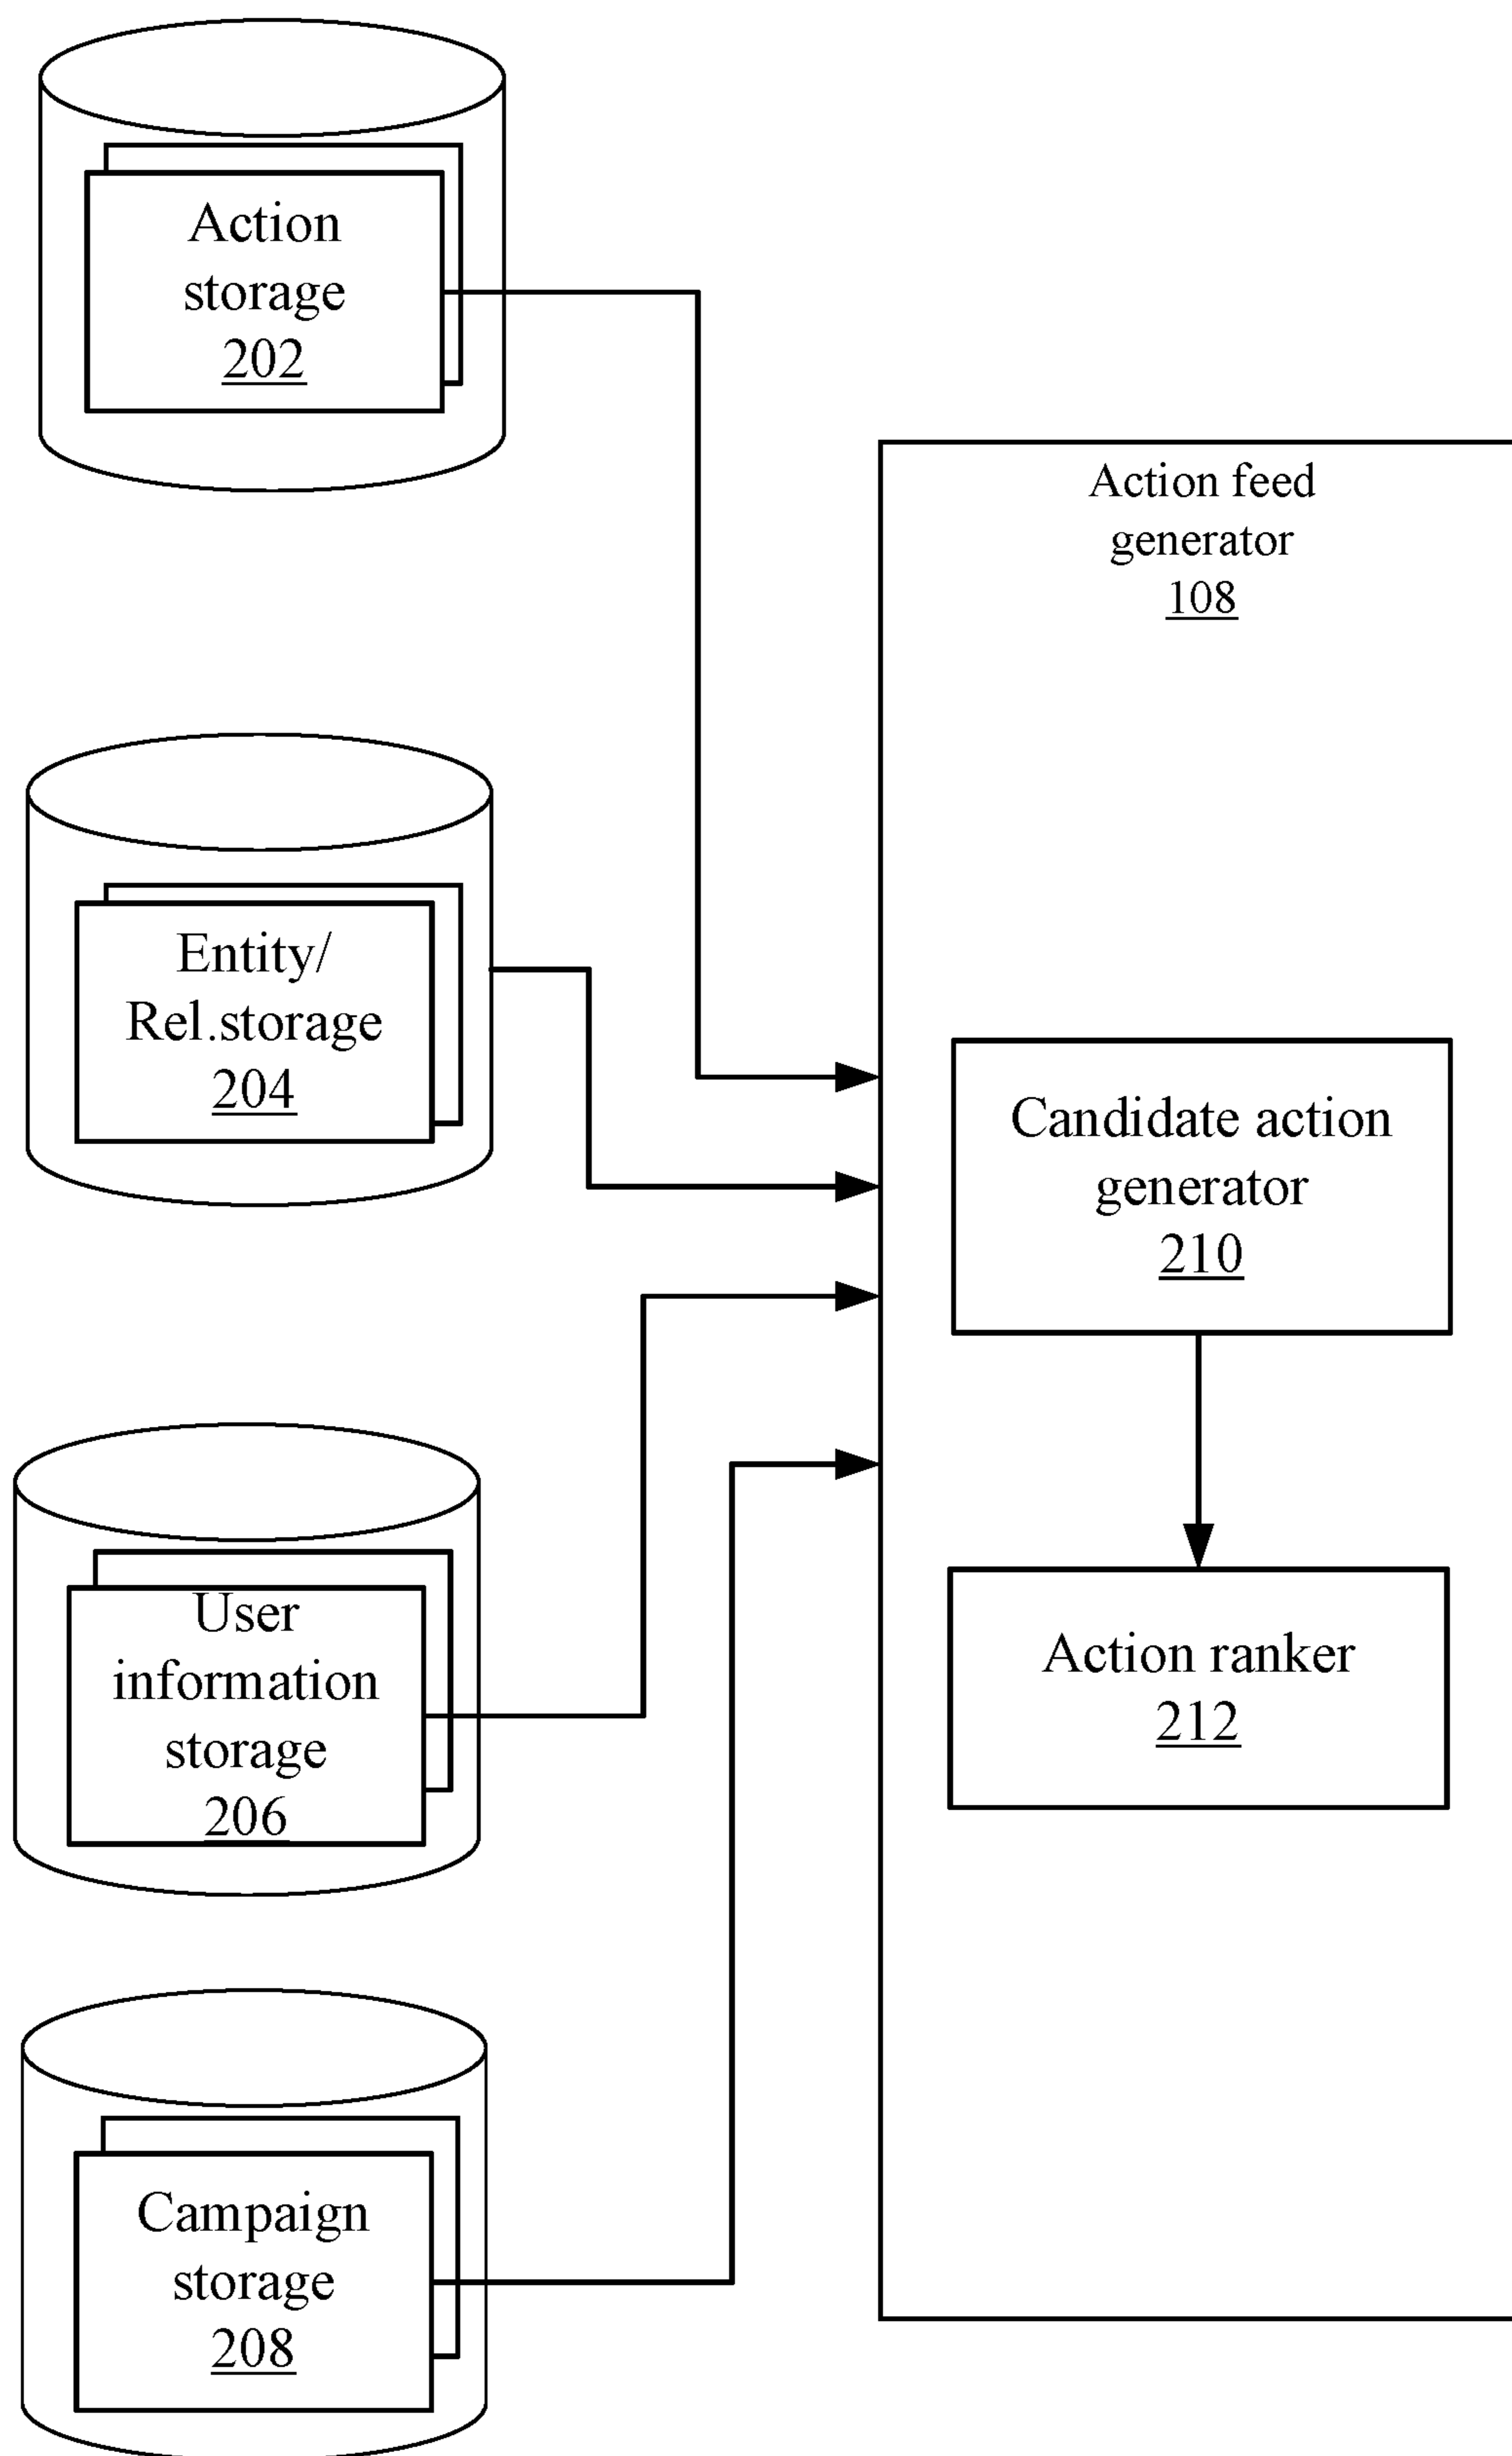 Action
storage
202
Action feed
generator
108
Entity/
Rel.storage
204
Candidate action
generator
210
User
information
storage
206
Action ranker
212
Campaign
storage
208